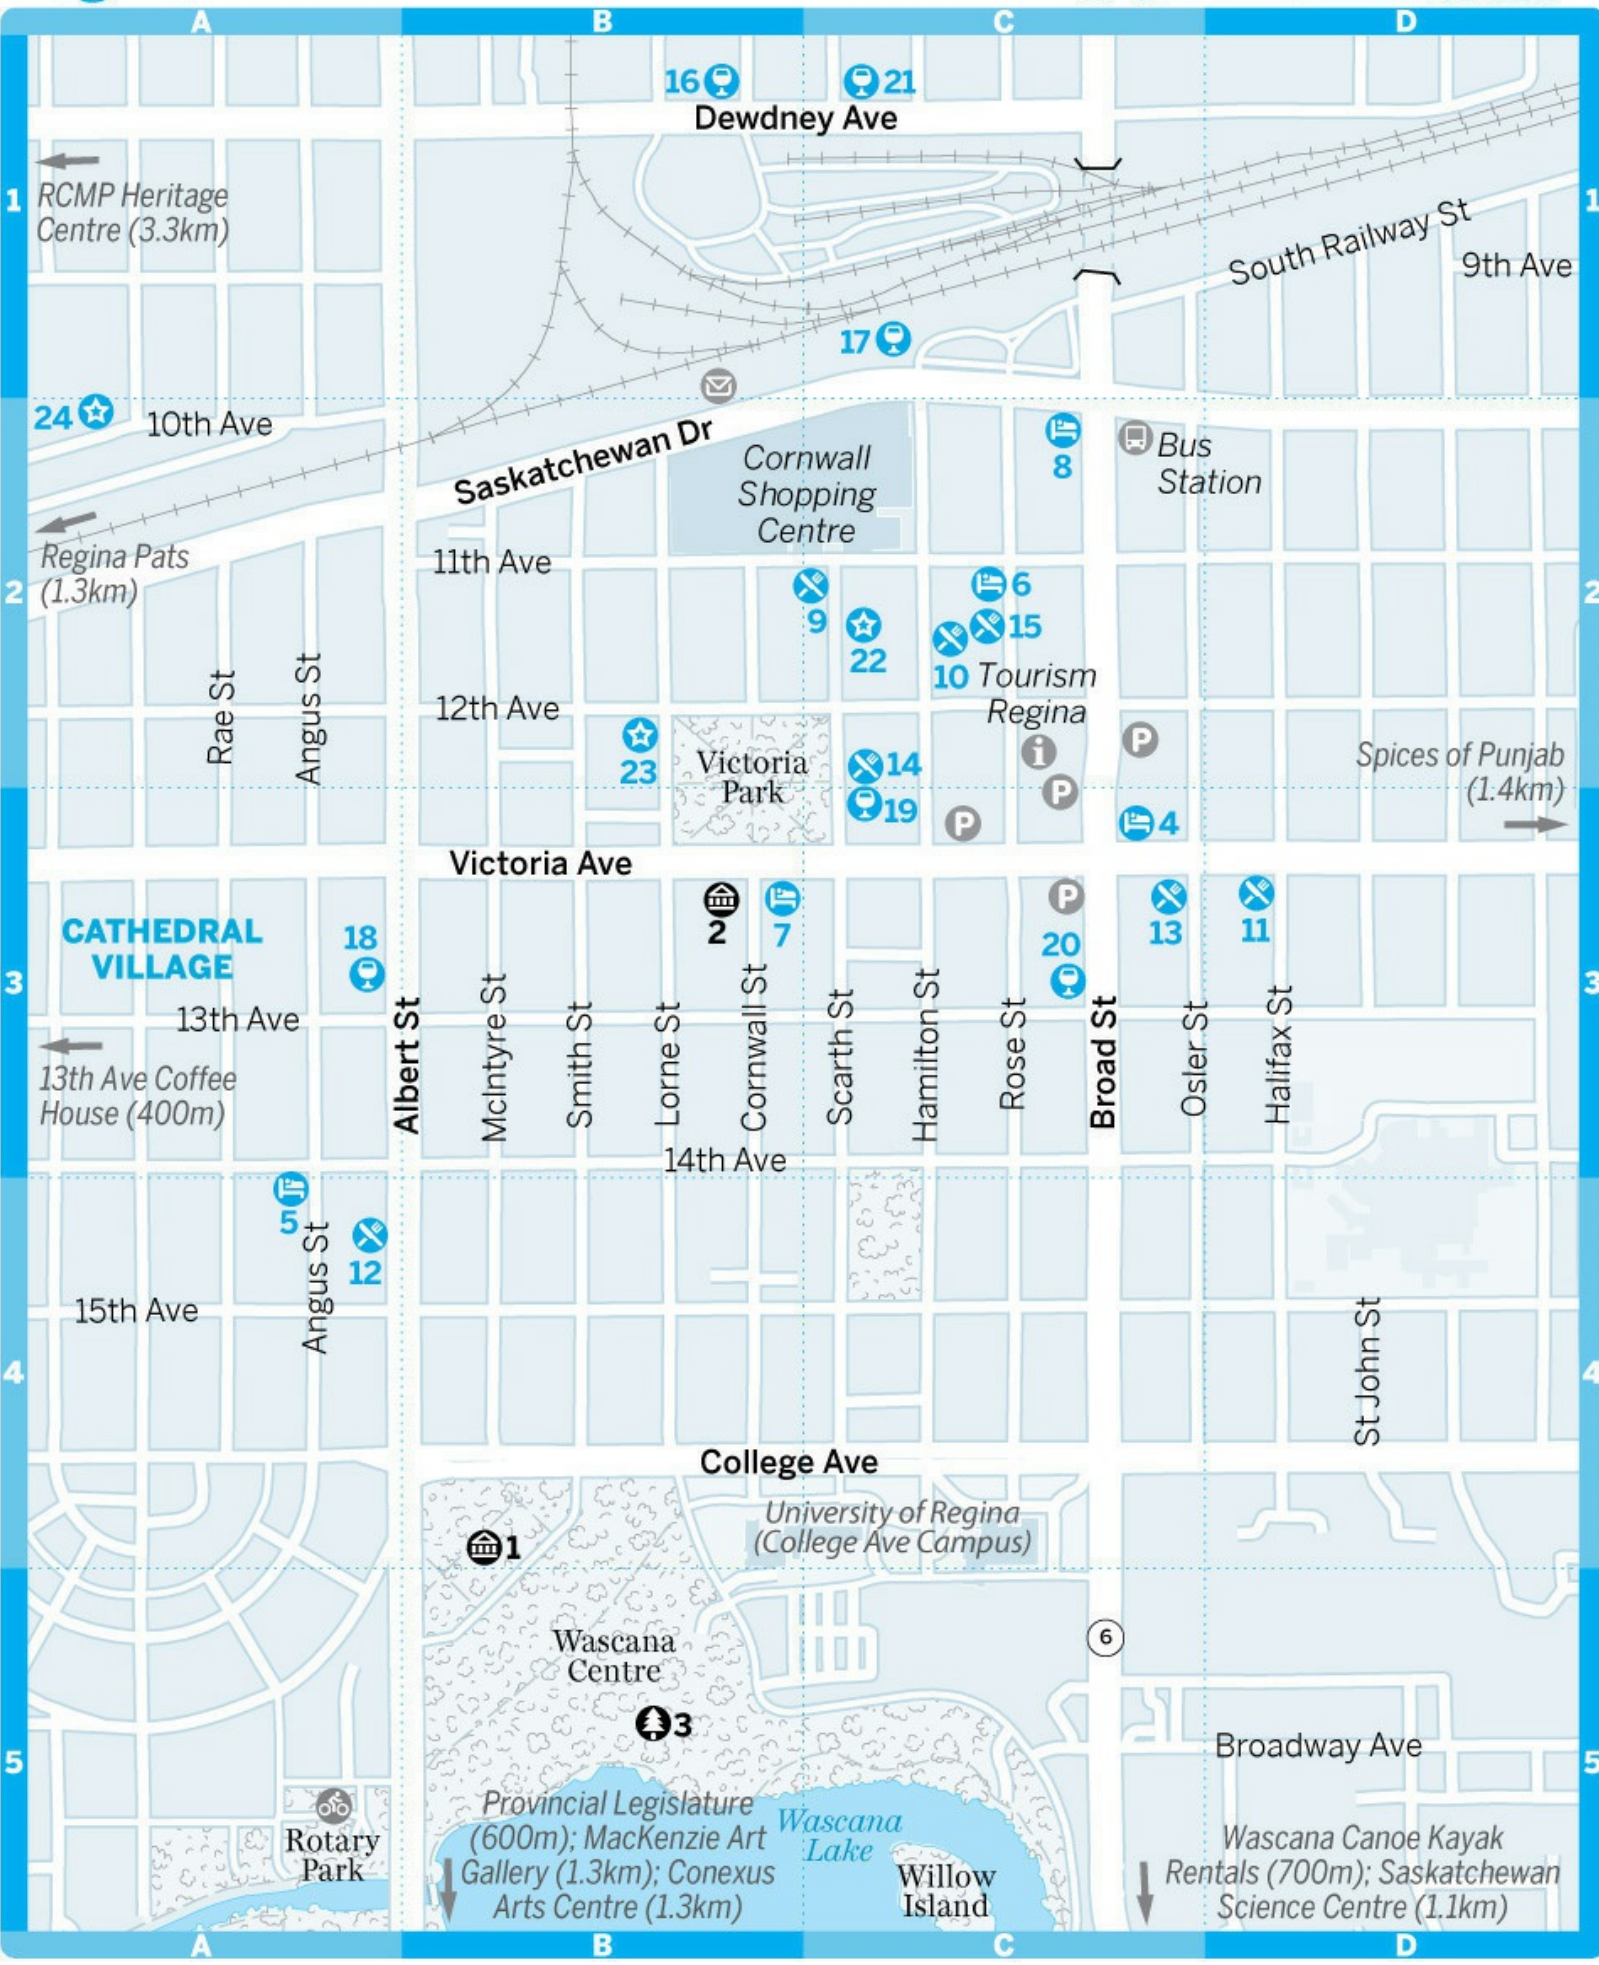 A
B
C
D
16
21
Dewdney Ave
1
RCMP Heritage
Centre (3.3km)
1
South Railway St
9th Ave
17
24
10th Ave
Saskatchewan Dr
Cornwall
Shopping
Centre
8
Bus
Station
Regina Pats
(1.3km)
2
11th Ave
9
22
6
15
10
2
Tourism
Regina
Rae St
Angus St
12th Ave
23
Victoria
Park
14
19
i
P
P
P
4
Spices of Punjab
(1.4km)
Victoria Ave
CATHEDRAL
VILLAGE
18
2
7
P
20
13
11
3
3
13th Ave
13th Ave Coffee
House (400m)
Albert St
McIntyre St
Smith St
Lorne St
Cornwall St
Scarth St
Hamilton St
Rose St
Broad St
Osler St
Halifax St
14th Ave
5
Angus St
12
15th Ave
St John St
4
4
College Ave
University of Regina
(College Ave Campus)
1
Wascana
Centre
6
3
Broadway Ave
5
5
Rotary
Park
Provincial Legislature
(600m); MacKenzie Art
Gallery (1.3km); Conexus
Arts Centre (1.3km)
Wascana
Lake
Willow
Island
Wascana Canoe Kayak
Rentals (700m); Saskatchewan
Science Centre (1.1km)
A
B
C
D